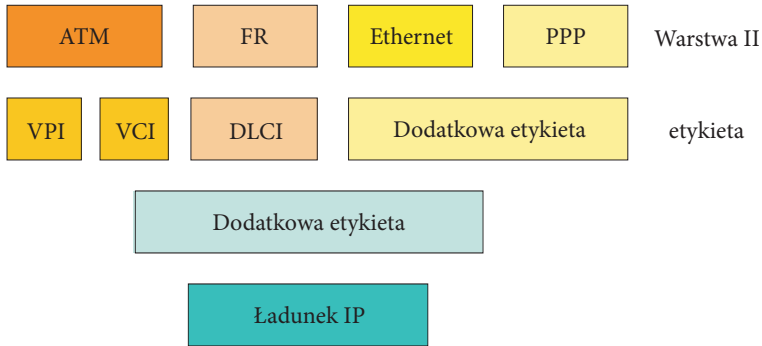 ATM FR Ethernet PPP Warstwa II
VPI VCI DLCI Dodatkowa etykieta etykieta
Dodatkowa etykieta
Ładunek IP